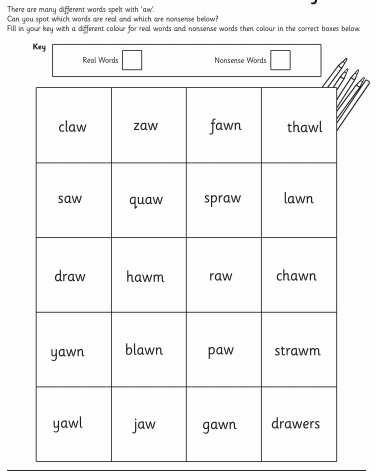 There are many different words spelt with 'aw'.
Can you spot which words are real and which are nonsense below?
Fill in your key with a different colour for real words and nonsense words then colour in the correct boxes below.
Key
Real Words Nonsense Words
claw zaw fawn thawl
saw quaw spraw lawn
draw hawm raw chawn
yawn blawn paw strawm
yawl jaw gawn drawers